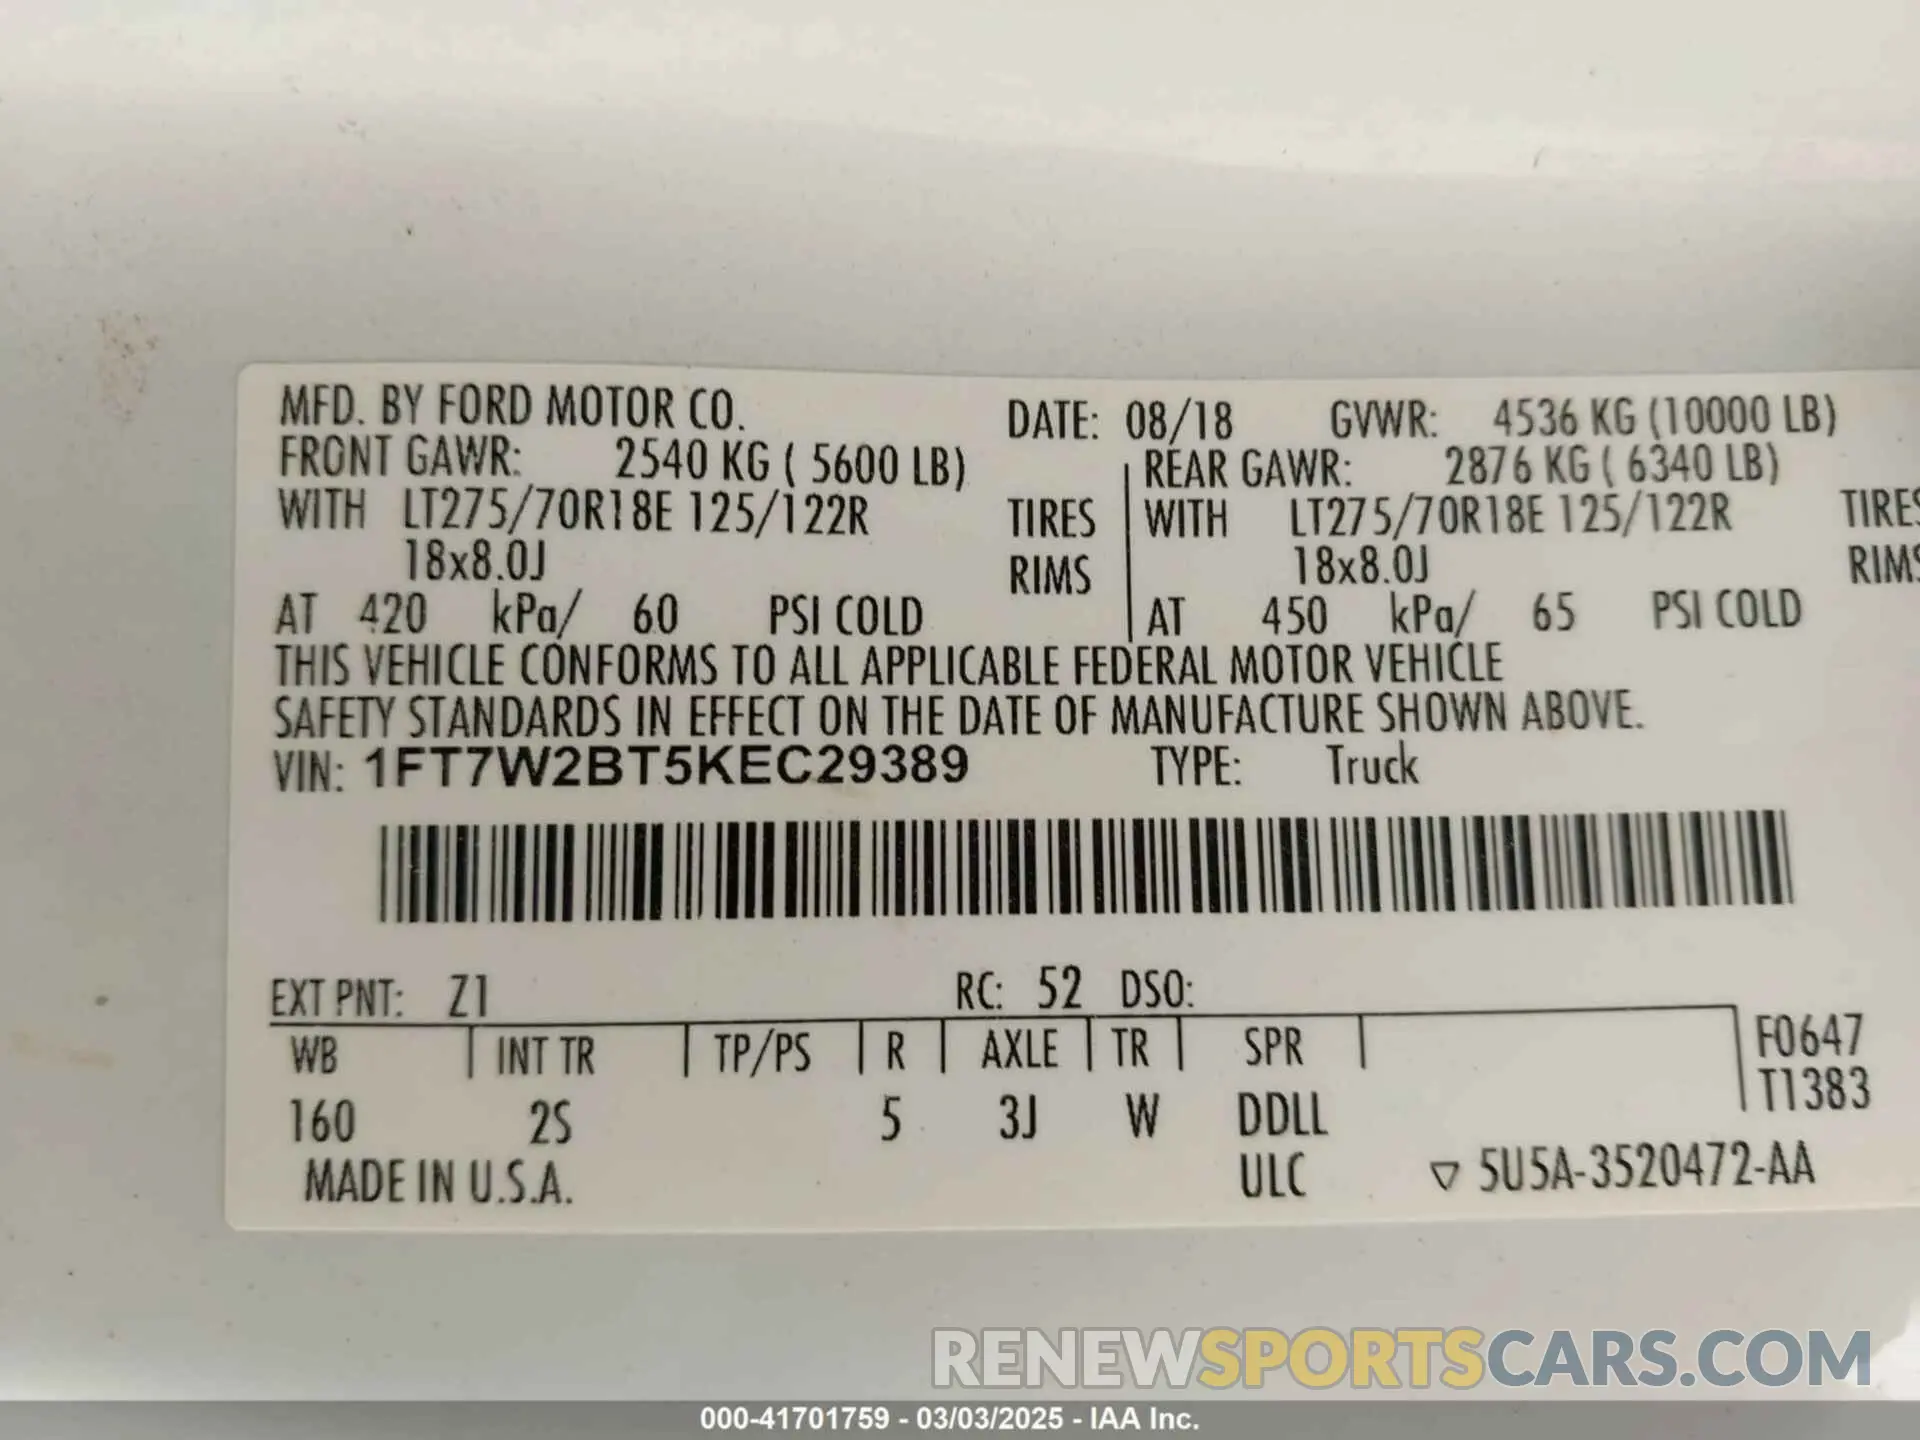 MFD. BY FORD MOTOR CO. DATE: 08/18 GVWR: 4536 KG (10000 LB)
FRONT GAWR: 2540 KG ( 5600 LB) REAR GAWR: 2876 KG ( 6340 LB)
WITH LT275/70R18E 125/122R TIRES WITH LT275/70R18E 125/122R TIRES
18x8.0J RIMS 18x8.0J RIMS
AT 420 kPa/ 60 PSI COLD AT 450 kPa/ 65 PSI COLD
THIS VEHICLE CONFORMS TO ALL APPLICABLE FEDERAL MOTOR VEHICLE
SAFETY STANDARDS IN EFFECT ON THE DATE OF MANUFACTURE SHOWN ABOVE.
VIN: 1FT7W2BT5KEC29389 TYPE: Truck
EXT PNT: Z1 RC: 52 DSO:
WB INT TR TP/PS R AXLE TR SPR F0647
T1383
160 2S 5 3J W DDLL
MADE IN U.S.A. ULC 5U5A-3520472-AA
RENEWSPORTSCARS.COM
000-41701759 - 03/03/2025 - IAA Inc.